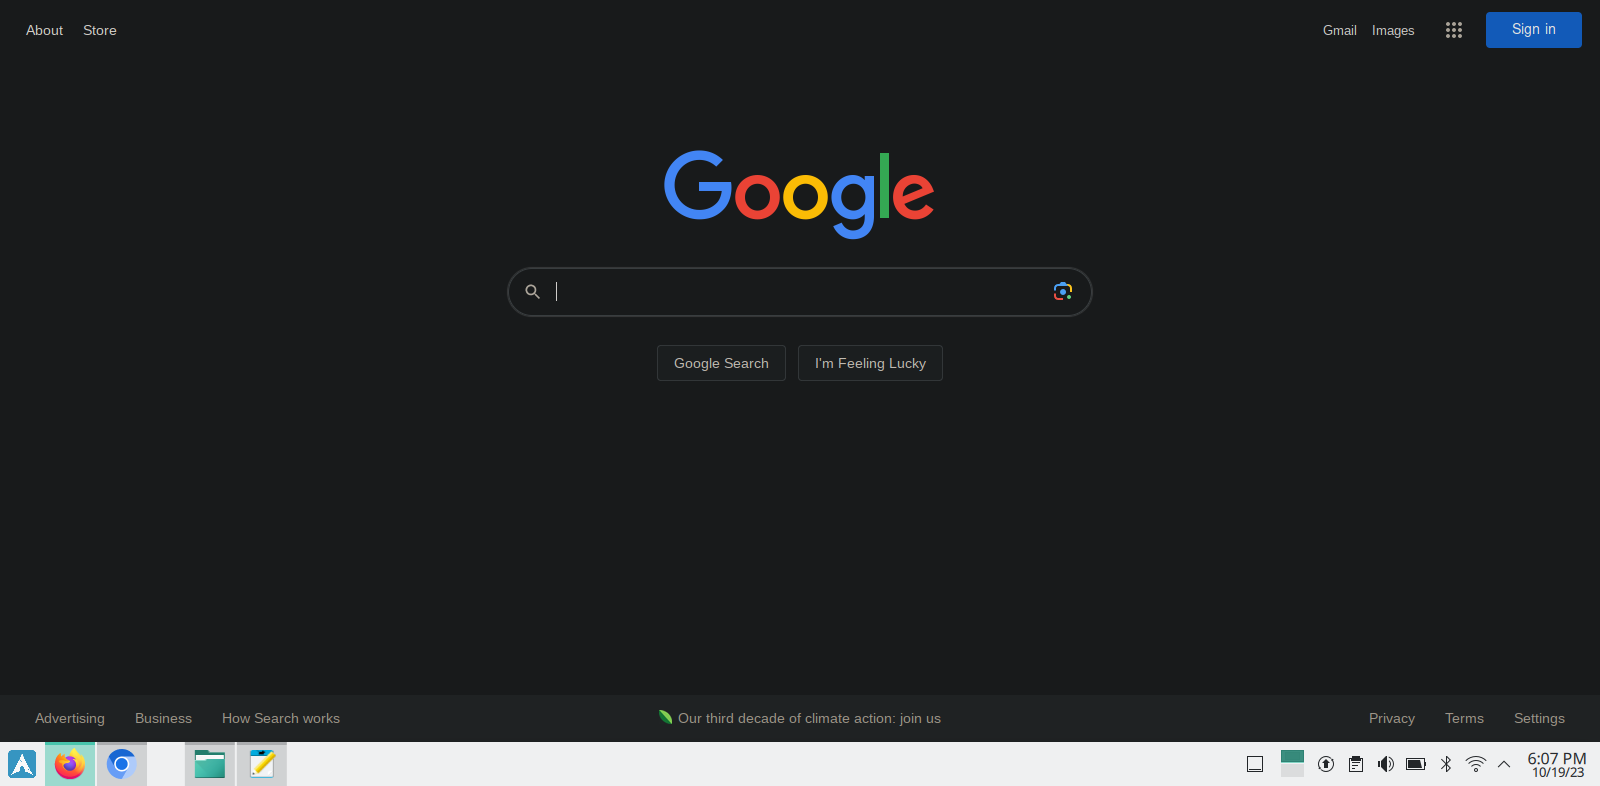 About Store Gmail Images Sign in
Google
Google Search I'm Feeling Lucky
Advertising Business How Search works Our third decade of climate action: join us Privacy Terms Settings
6:07 PM
10/19/23